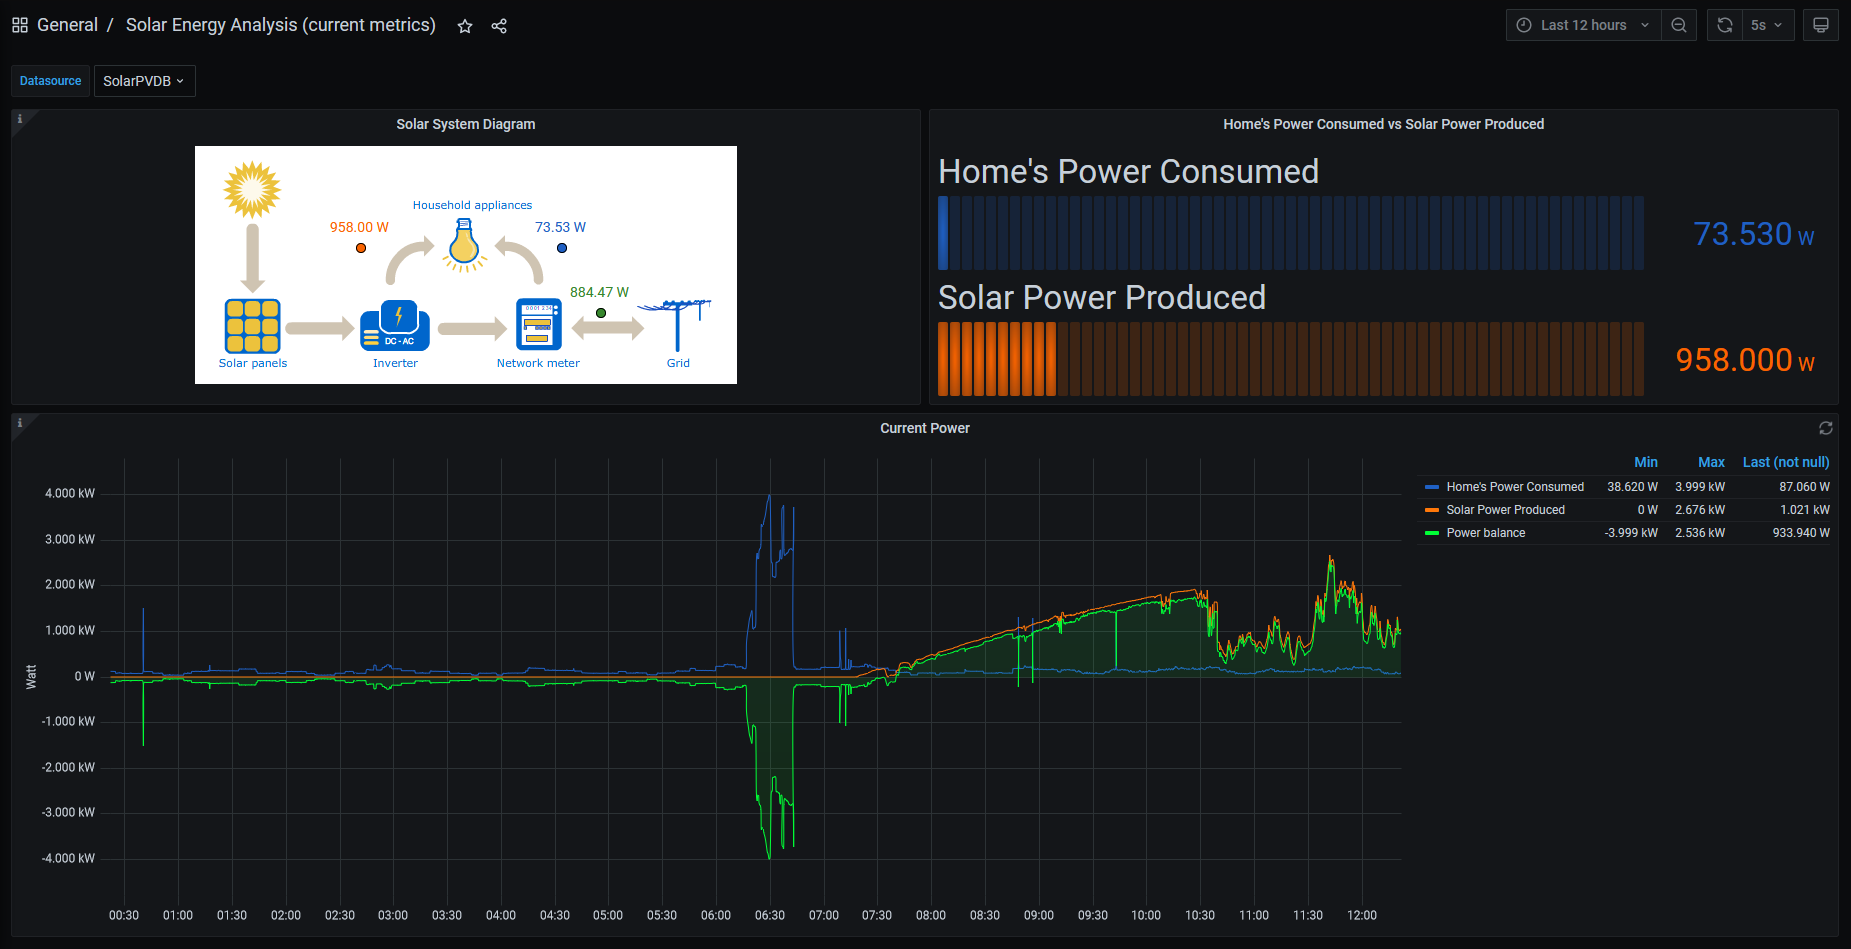 General / Solar Energy Analysis (current metrics)
Last 12 hours
5s
Datasource
SolarPVDB
i
Solar System Diagram
Household appliances
958.00 W
73.53 W
884.47 W
0001234
DC - AC
Solar panels
Inverter
Network meter
Grid
Home's Power Consumed vs Solar Power Produced
Home's Power Consumed
73.530 W
Solar Power Produced
958.000 W
i
Current Power
Watt
4.000 kW
3.000 kW
2.000 kW
1.000 kW
0 W
-1.000 kW
-2.000 kW
-3.000 kW
-4.000 kW
00:30 01:00 01:30 02:00 02:30 03:00 03:30 04:00 04:30 05:00 05:30 06:00 06:30 07:00 07:30 08:00 08:30 09:00 09:30 10:00 10:30 11:00 11:30 12:00
Min Max Last (not null)
Home's Power Consumed 38.620 W 3.999 kW 87.060 W
Solar Power Produced 0 W 2.676 kW 1.021 kW
Power balance -3.999 kW 2.536 kW 933.940 W